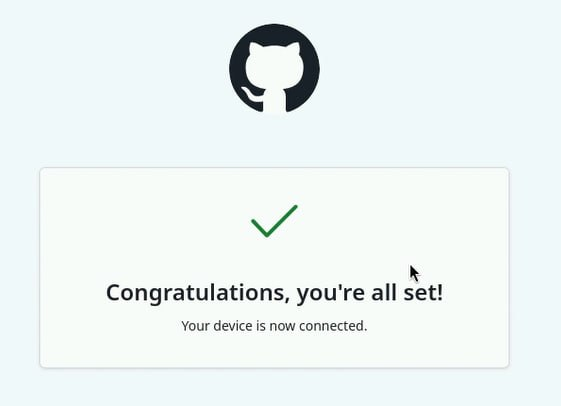 Congratulations, you're all set!
Your device is now connected.